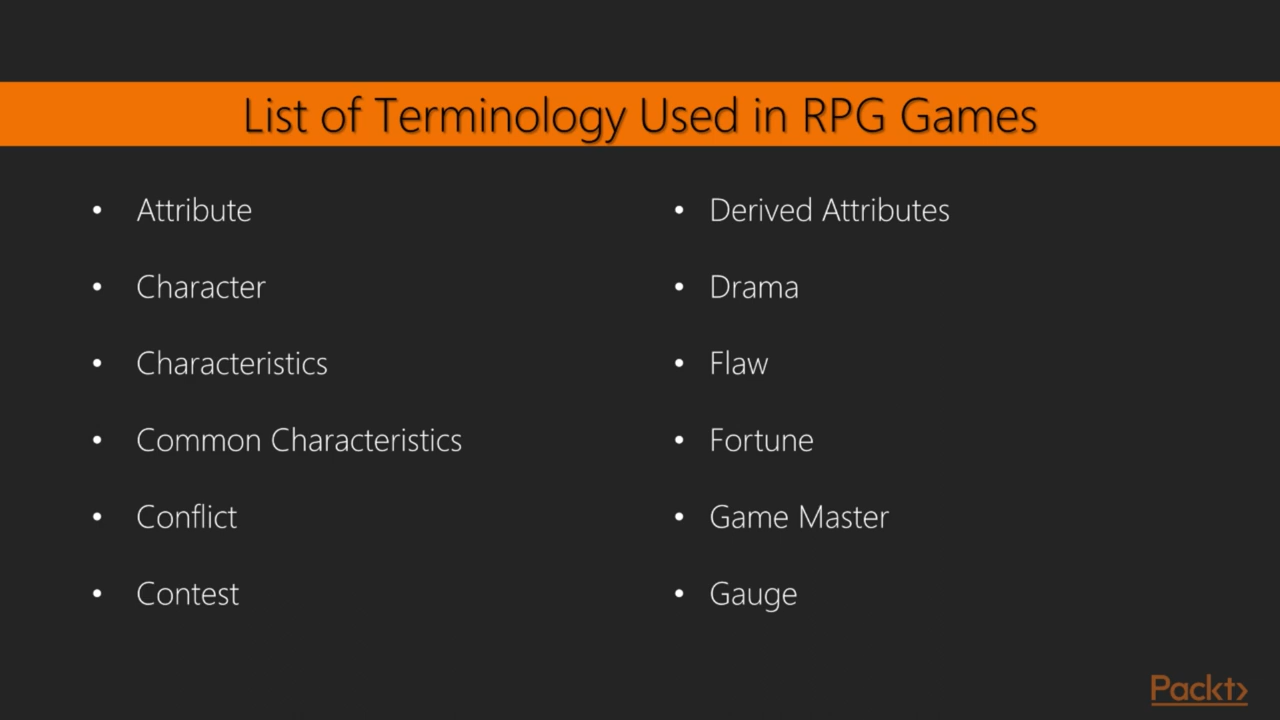 List of Terminology Used in RPG Games
• Attribute
• Character
• Characteristics
• Common Characteristics
• Conflict
• Contest
• Derived Attributes
• Drama
• Flaw
• Fortune
• Game Master
• Gauge
Packt>